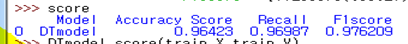 >>> score
Model Accuracy Score Recall F1score
0 DTmodel 0.96423 0.96987 0.976209
>>> DTmodel.score(train_X,train_Y)